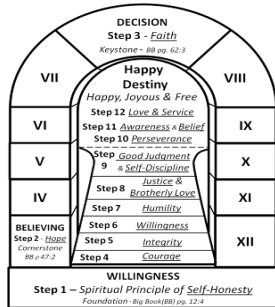 DECISION
Step 3 - Faith
Keystone - BB pg. 62:3
VII
VIII
Happy
Destiny
Happy, Joyous & Free
VI
IX
Step 12 Love & Service
Step 11 Awareness & Belief
Step 10 Perseverance
V
X
Step 9 Good Judgment
& Self-Discipline
IV
XI
Step 8 Justice &
Brotherly Love
Step 7 Humility
BELIEVING
Step 2 - Hope
Cornerstone
BB p 47:2
XII
Step 6 Willingness
Step 5 Integrity
Step 4 Courage
WILLINGNESS
Step 1 – Spiritual Principle of Self-Honesty
Foundation - Big Book(BB) pg. 12:4